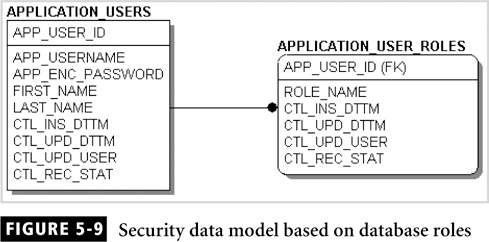 APPLICATION_USERS
APP_USER_ID
APP_USERNAME
APP_ENC_PASSWORD
FIRST_NAME
LAST_NAME
CTL_INS_DTTM
CTL_UPD_DTTM
CTL_UPD_USER
CTL_REC_STAT
APPLICATION_USER_ROLES
APP_USER_ID (FK)
ROLE_NAME
CTL_INS_DTTM
CTL_UPD_DTTM
CTL_UPD_USER
CTL_REC_STAT
FIGURE 5-9 Security data model based on database roles